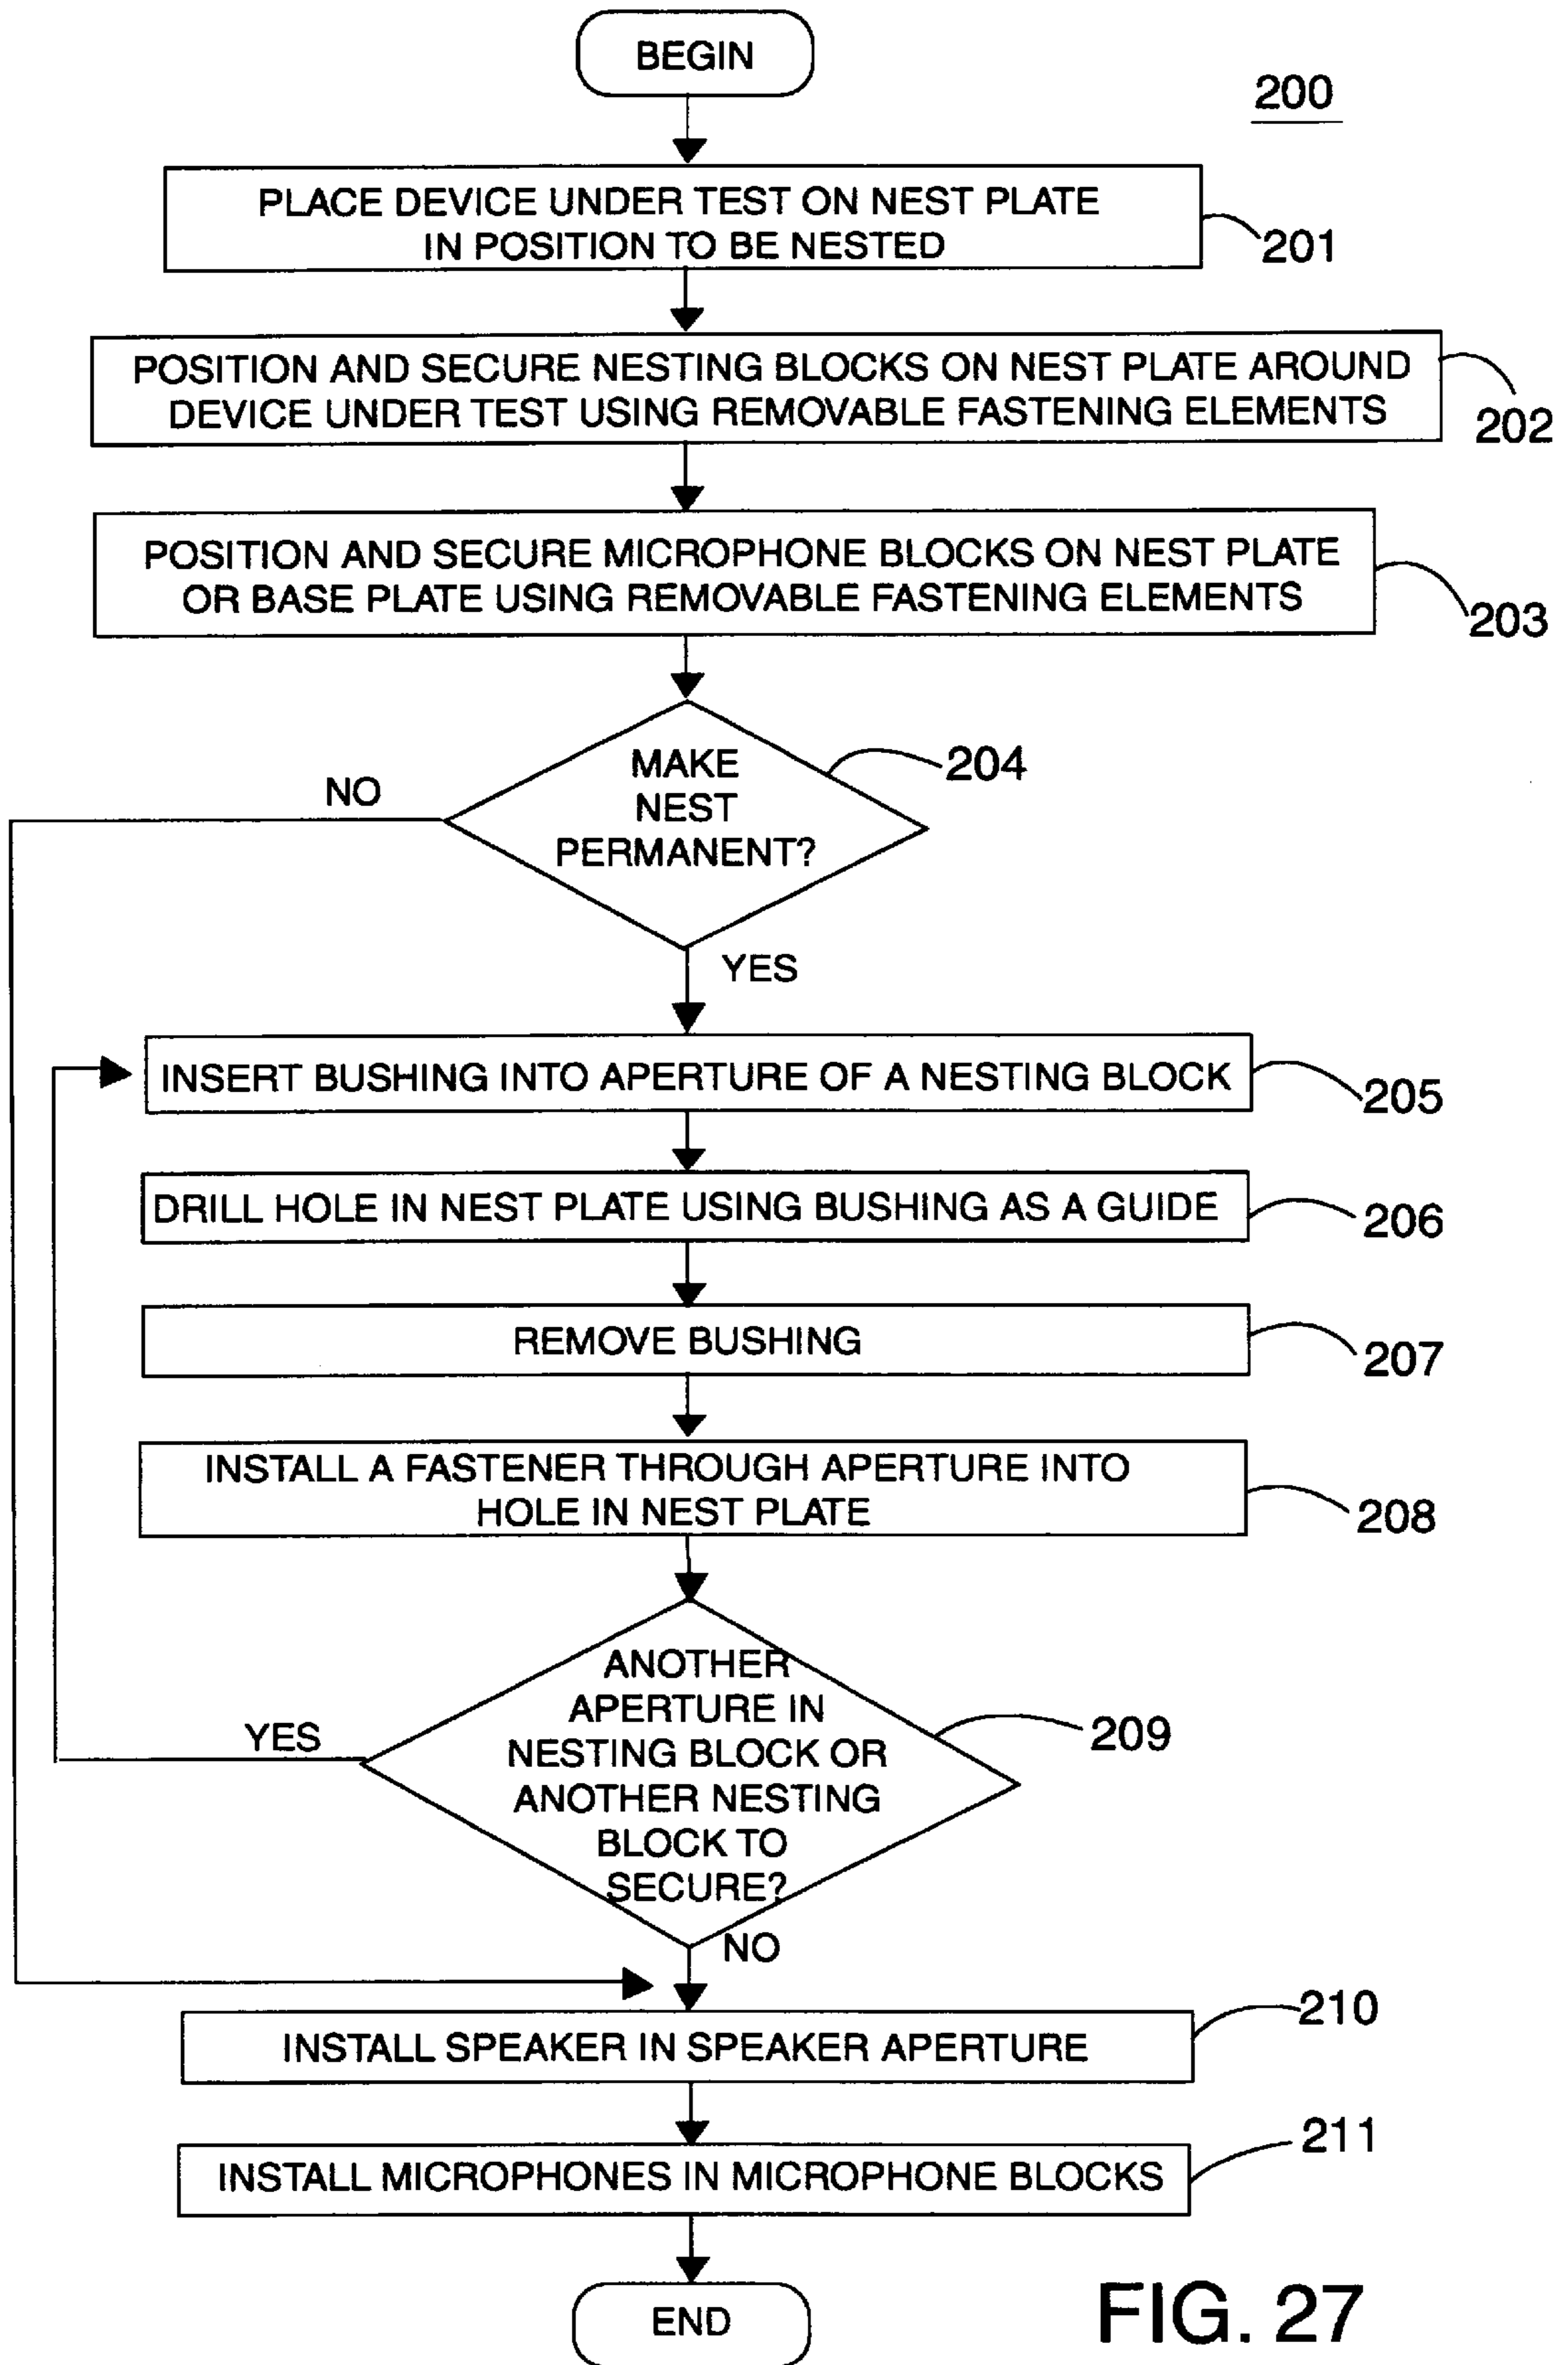 BEGIN
200
PLACE DEVICE UNDER TEST ON NEST PLATE
IN POSITION TO BE NESTED
201
POSITION AND SECURE NESTING BLOCKS ON NEST PLATE AROUND
DEVICE UNDER TEST USING REMOVABLE FASTENING ELEMENTS
202
POSITION AND SECURE MICROPHONE BLOCKS ON NEST PLATE
OR BASE PLATE USING REMOVABLE FASTENING ELEMENTS
203
MAKE
NEST
PERMANENT?
204
NO
YES
INSERT BUSHING INTO APERTURE OF A NESTING BLOCK
205
DRILL HOLE IN NEST PLATE USING BUSHING AS A GUIDE
206
REMOVE BUSHING
207
INSTALL A FASTENER THROUGH APERTURE INTO
HOLE IN NEST PLATE
208
ANOTHER
APERTURE IN
NESTING BLOCK OR
ANOTHER NESTING
BLOCK TO
SECURE?
209
YES
NO
INSTALL SPEAKER IN SPEAKER APERTURE
210
INSTALL MICROPHONES IN MICROPHONE BLOCKS
211
END
FIG. 27